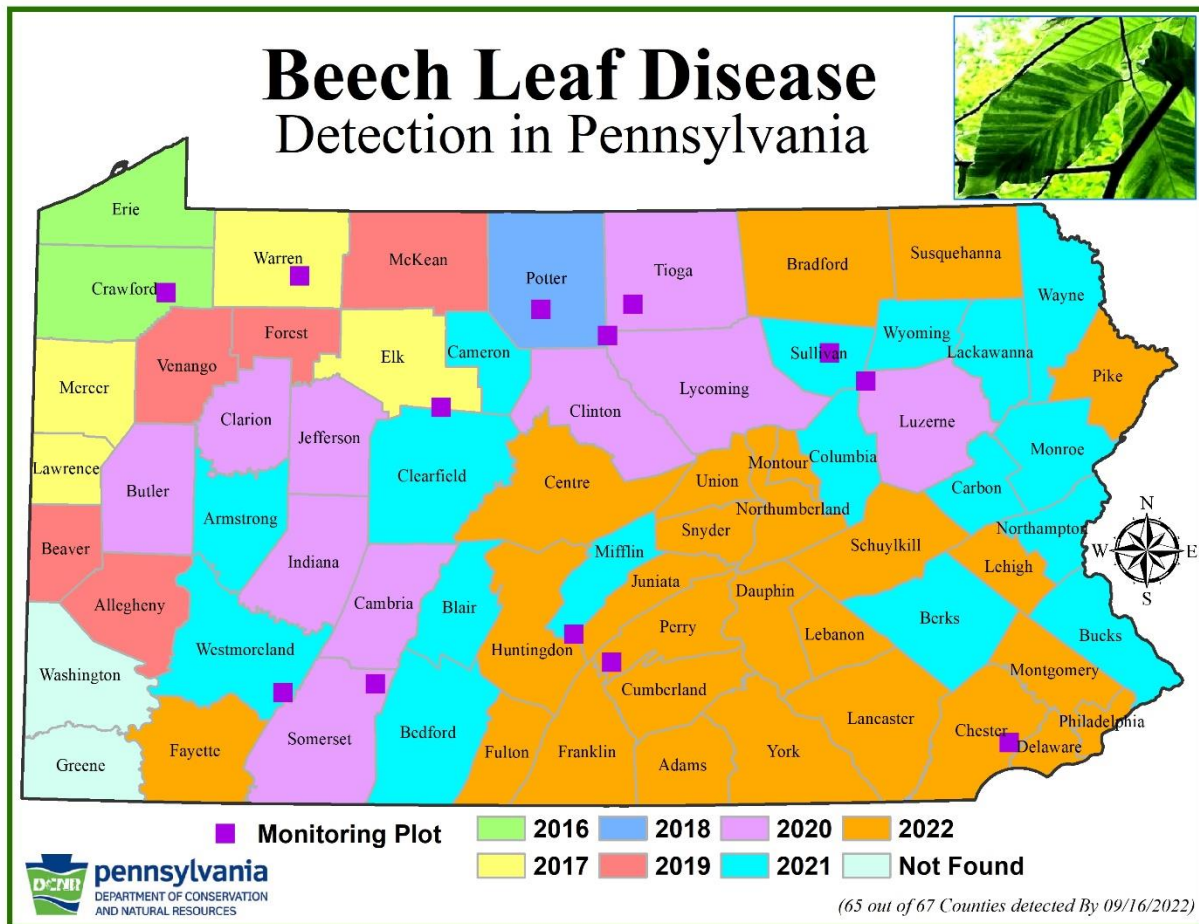 Beech Leaf Disease
Detection in Pennsylvania
Erie
Warren
McKean
Potter
Tioga
Bradford
Susquehanna
Wayne
Crawford
Forest
Venango
Elk
Cameron
Sullivan
Wyoming
Lackawanna
Pike
Mercer
Clarion
Jefferson
Clinton
Lycoming
Luzerne
Monroe
Lawrence
Butler
Clearfield
Centre
Union
Montour
Columbia
Carbon
Armstrong
Indiana
Snyder
Northumberland
Northampton
N
W
E
S
Beaver
Mifflin
Schuylkill
Lehigh
Allegheny
Cambria
Blair
Juniata
Dauphin
Berks
Bucks
Westmoreland
Huntingdon
Perry
Lebanon
Washington
Cumberland
Montgomery
Fayette
Somerset
Bedford
Fulton
Franklin
Adams
York
Lancaster
Chester
Philadelphia
Delaware
Greene
Monitoring Plot
2016
2018
2020
2022
2017
2019
2021
Not Found
DCNR
pennsylvania
DEPARTMENT OF CONSERVATION
AND NATURAL RESOURCES
(65 out of 67 Counties detected By 09/16/2022)